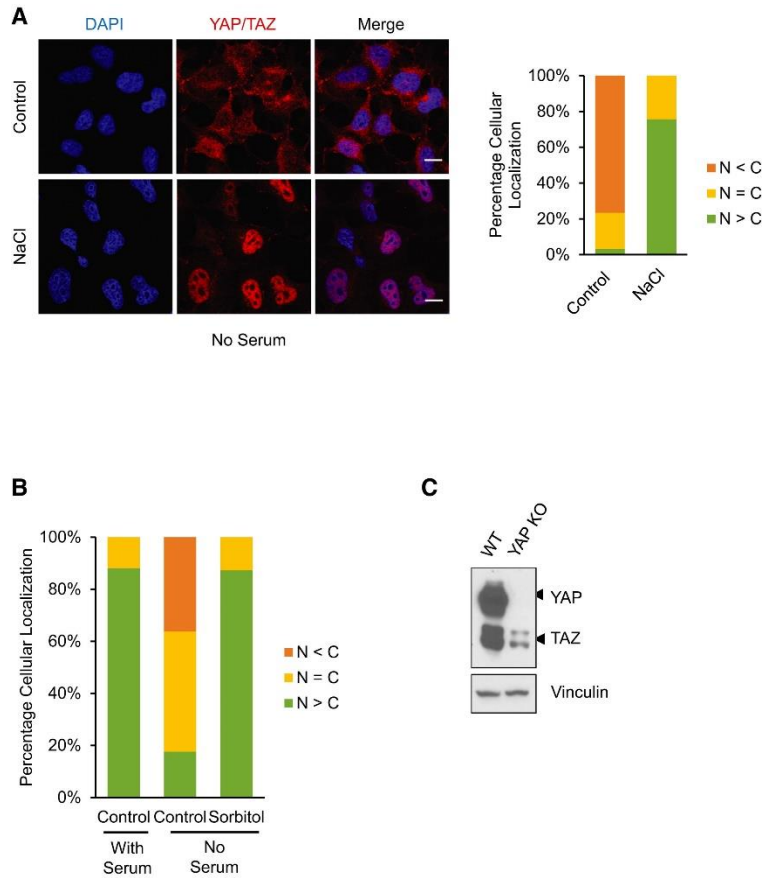 A
DAPI
YAP/TAZ
Merge
Control
NaCl
No Serum
Percentage Cellular
Localization
100%
80%
60%
40%
20%
0%
Control
NaCl
N < C
N = C
N > C
B
Percentage Cellular Localization
100%
80%
60%
40%
20%
0%
Control
Control
Sorbitol
With
Serum
No
Serum
N < C
N = C
N > C
C
WT
YAP KO
YAP
TAZ
Vinculin